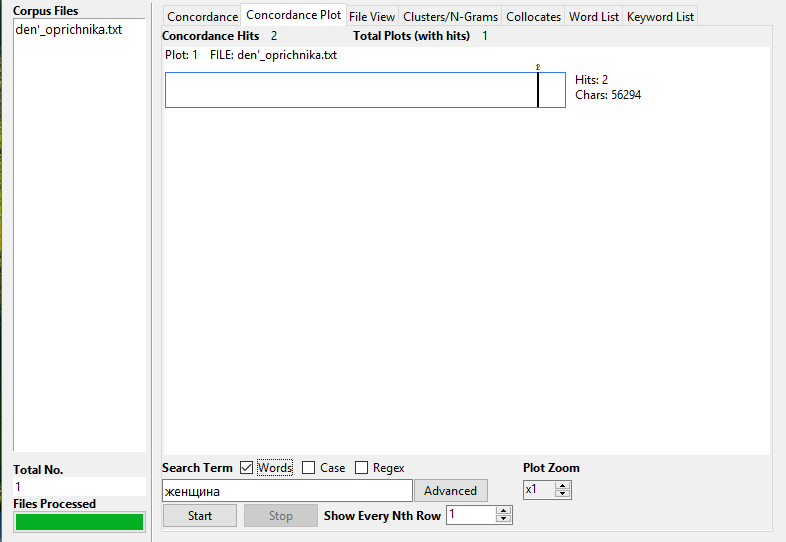 Corpus Files
den'_oprichnika.txt
Total No.
1
Files Processed
Concordance Concordance Plot File View Clusters/N-Grams Collocates Word List Keyword List
Concordance Hits 2 Total Plots (with hits) 1
Plot: 1 FILE: den'_oprichnika.txt
2
Hits: 2
Chars: 56294
Search Term Words Case Regex Plot Zoom
женщина Advanced x1
Start Stop Show Every Nth Row 1